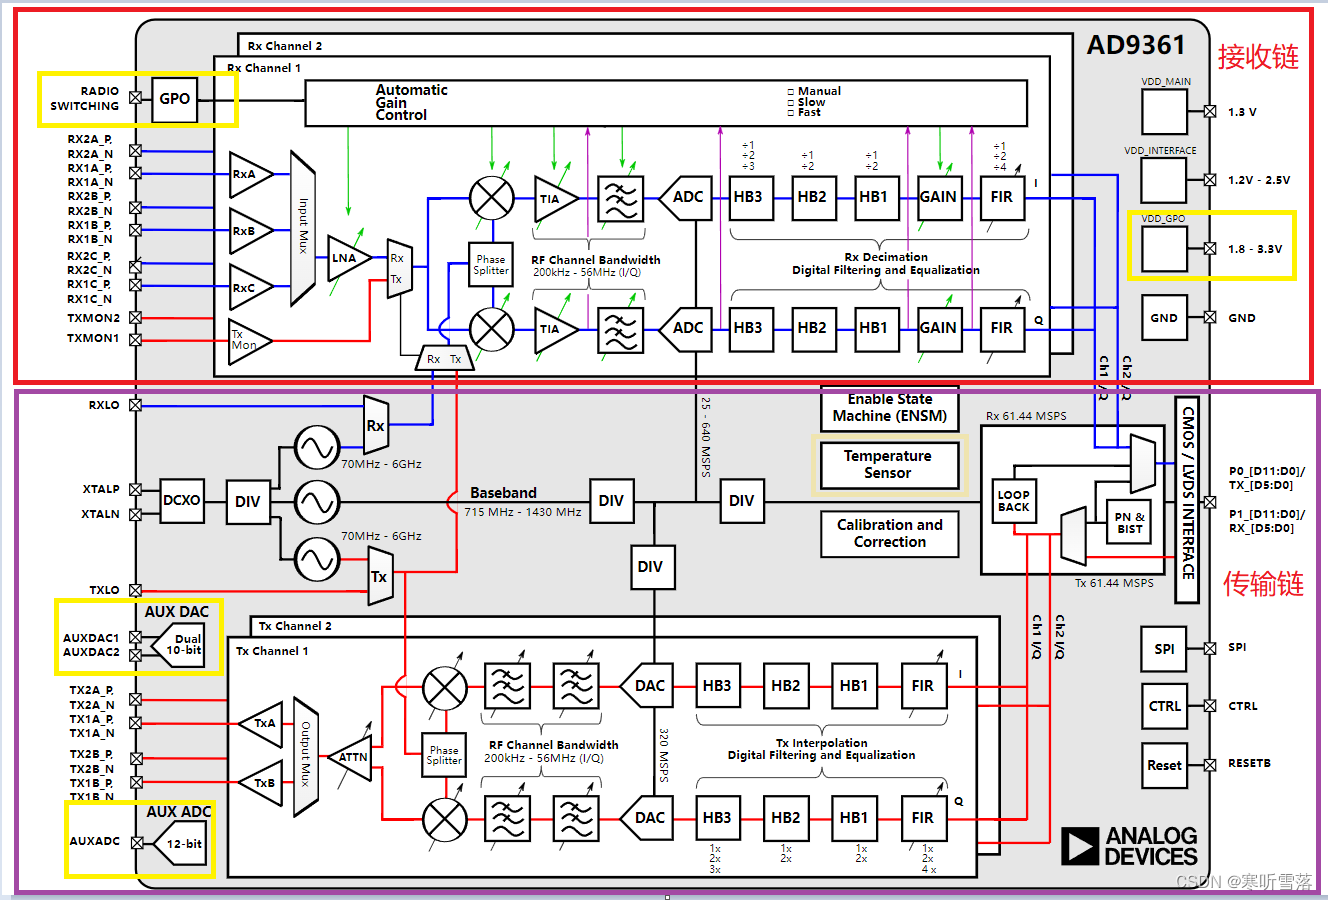 AD9361
接收链
Rx Channel 2
Rx Channel 1
RADIO
SWITCHING
GPO
Automatic
Gain
Control
Manual
Slow
Fast
VDD_MAIN
1.3 V
VDD_INTERFACE
1.2V - 2.5V
VDD_GPO
1.8 - 3.3V
GND
GND
RX2A_P,
RX2A_N
RX1A_P,
RX1A_N
RX2B_P,
RX2B_N
RX1B_P,
RX1B_N
RX2C_P,
RX2C_N
RX1C_P,
RX1C_N
TXMON2
TXMON1
RxA
RxB
RxC
Tx
Mon
Input Mux
LNA
Rx
Tx
Phase
Splitter
TIA
ADC
HB3
HB2
HB1
GAIN
FIR
I
÷1
÷2
÷3
÷1
÷2
÷1
÷2
÷1
÷2
÷4
RF Channel Bandwidth
200kHz - 56MHz (I/Q)
Rx Decimation
Digital Filtering and Equalization
TIA
ADC
HB3
HB2
HB1
GAIN
FIR
Q
Rx Tx
Ch1 I/Q
Ch2 I/Q
RXLO
Rx
70MHz - 6GHz
25 - 640 MSPS
Enable State
Machine (ENSM)
Temperature
Sensor
Calibration and
Correction
Rx 61.44 MSPS
LOOP
BACK
PN &
BIST
Tx 61.44 MSPS
CMOS / LVDS INTERFACE
P0_[D11:D0]/
TX_[D5:D0]
P1_[D11:D0]/
RX_[D5:D0]
XTALP
XTALN
DCXO
DIV
Baseband
715 MHz - 1430 MHz
DIV
DIV
DIV
70MHz - 6GHz
Tx
TXLO
传输链
AUX DAC
AUXDAC1
AUXDAC2
Dual
10-bit
Tx Channel 2
Tx Channel 1
TX2A_P,
TX2A_N
TX1A_P,
TX1A_N
TX2B_P,
TX2B_N
TX1B_P,
TX1B_N
TxA
TxB
Output Mux
ATTN
Phase
Splitter
RF Channel Bandwidth
200kHz - 56MHz (I/Q)
DAC
HB3
HB2
HB1
FIR
I
320 MSPS
Tx Interpolation
Digital Filtering and Equalization
DAC
HB3
HB2
HB1
FIR
Q
1x
2x
3x
1x
2x
1x
2x
1x
2x
4 x
Ch1 I/Q
Ch2 I/Q
SPI
SPI
CTRL
CTRL
Reset
RESETB
AUX ADC
AUXADC
12-bit
ANALOG
DEVICES
CSDN @寒听雪落